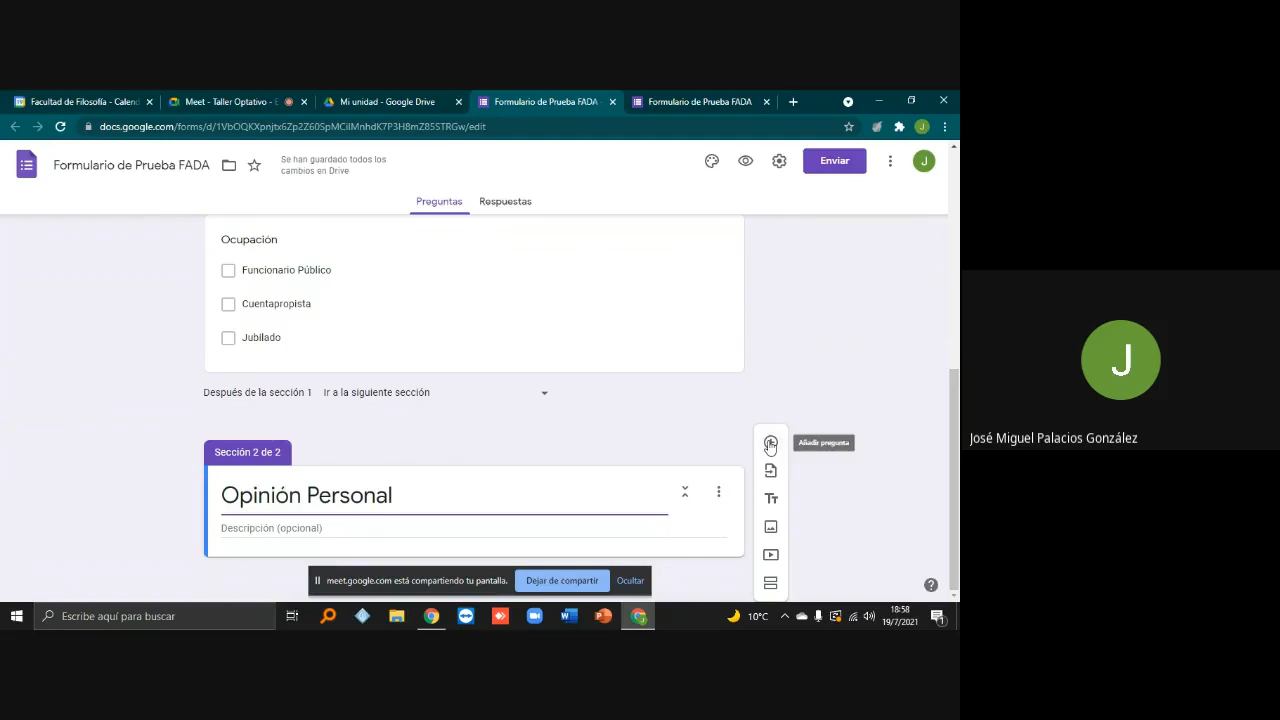 Facultad de Filosofía - Calend
Meet - Taller Optativo - E
Mi unidad - Google Drive
Formulario de Prueba FADA -
Formulario de Prueba FADA
docs.google.com/forms/d/1VbOQKXpnjtx6Zp2Z60SpMCilMnhdK7P3H8mZ85STRGw/edit
J
Formulario de Prueba FADA
Se han guardado todos los
cambios en Drive
Enviar
J
Preguntas
Respuestas
Ocupación
Funcionario Público
Cuentapropista
Jubilado
Después de la sección 1
Ir a la siguiente sección
Añadir pregunta
Sección 2 de 2
Opinión Personal
Descripción (opcional)
Tt
meet.google.com está compartiendo tu pantalla.
Dejar de compartir
Ocultar
Escribe aquí para buscar
10°C
18:58
19/7/2021
1
J
José Miguel Palacios González